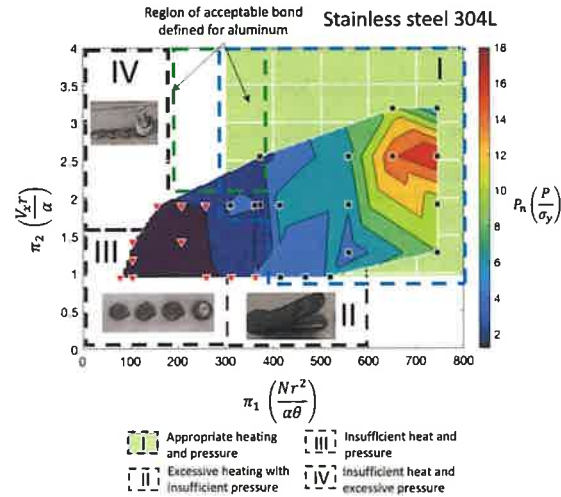 Region of acceptable bond
defined for aluminum
Stainless steel 304L
4
3.5
3
2.5
2
1.5
1
0.5
0
π₂ (Vₓr/α)
IV
I
III
II
0 100 200 300 400 500 600 700 800
π₁ (Nr²/αθ)
18
16
14
12
10
8
6
4
2
Pₙ (P/σᵧ)
I Appropriate heating
and pressure
II Excessive heating with
insufficient pressure
III Insufficient heat and
pressure
IV Insufficient heat and
excessive pressure